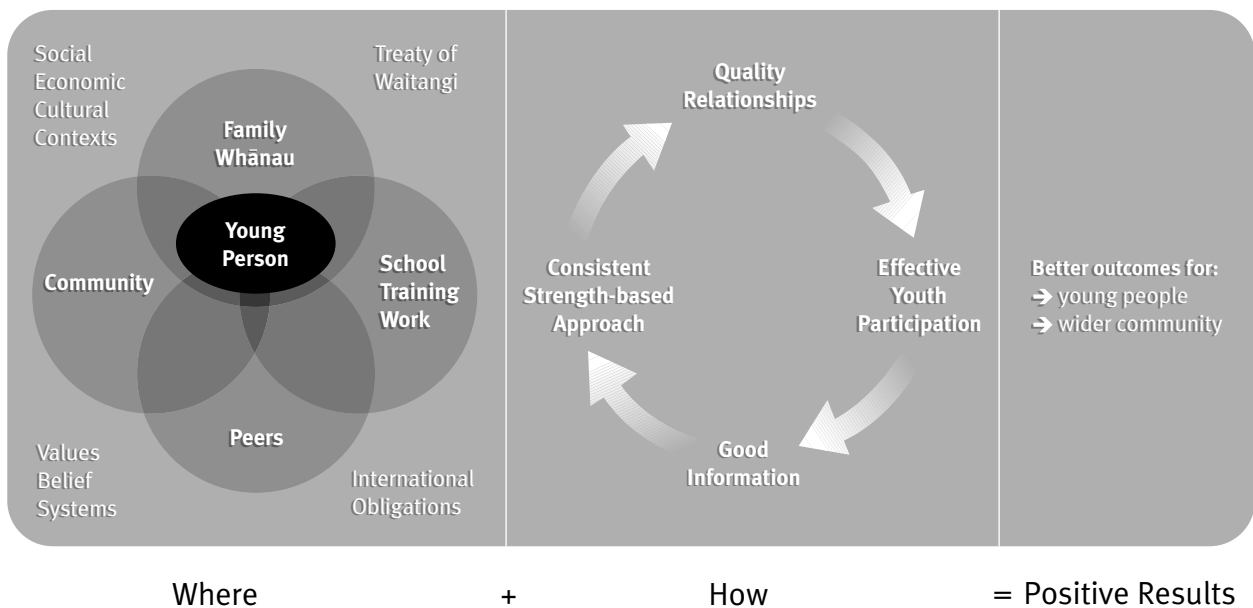 Social
Economic
Cultural
Contexts
Treaty of
Waitangi
Family
Whānau
Young
Person
Community
School
Training
Work
Peers
Values
Belief
Systems
International
Obligations
Quality
Relationships
Consistent
Strength-based
Approach
Effective
Youth
Participation
Good
Information
Better outcomes for:
➔ young people
➔ wider community
Where + How = Positive Results